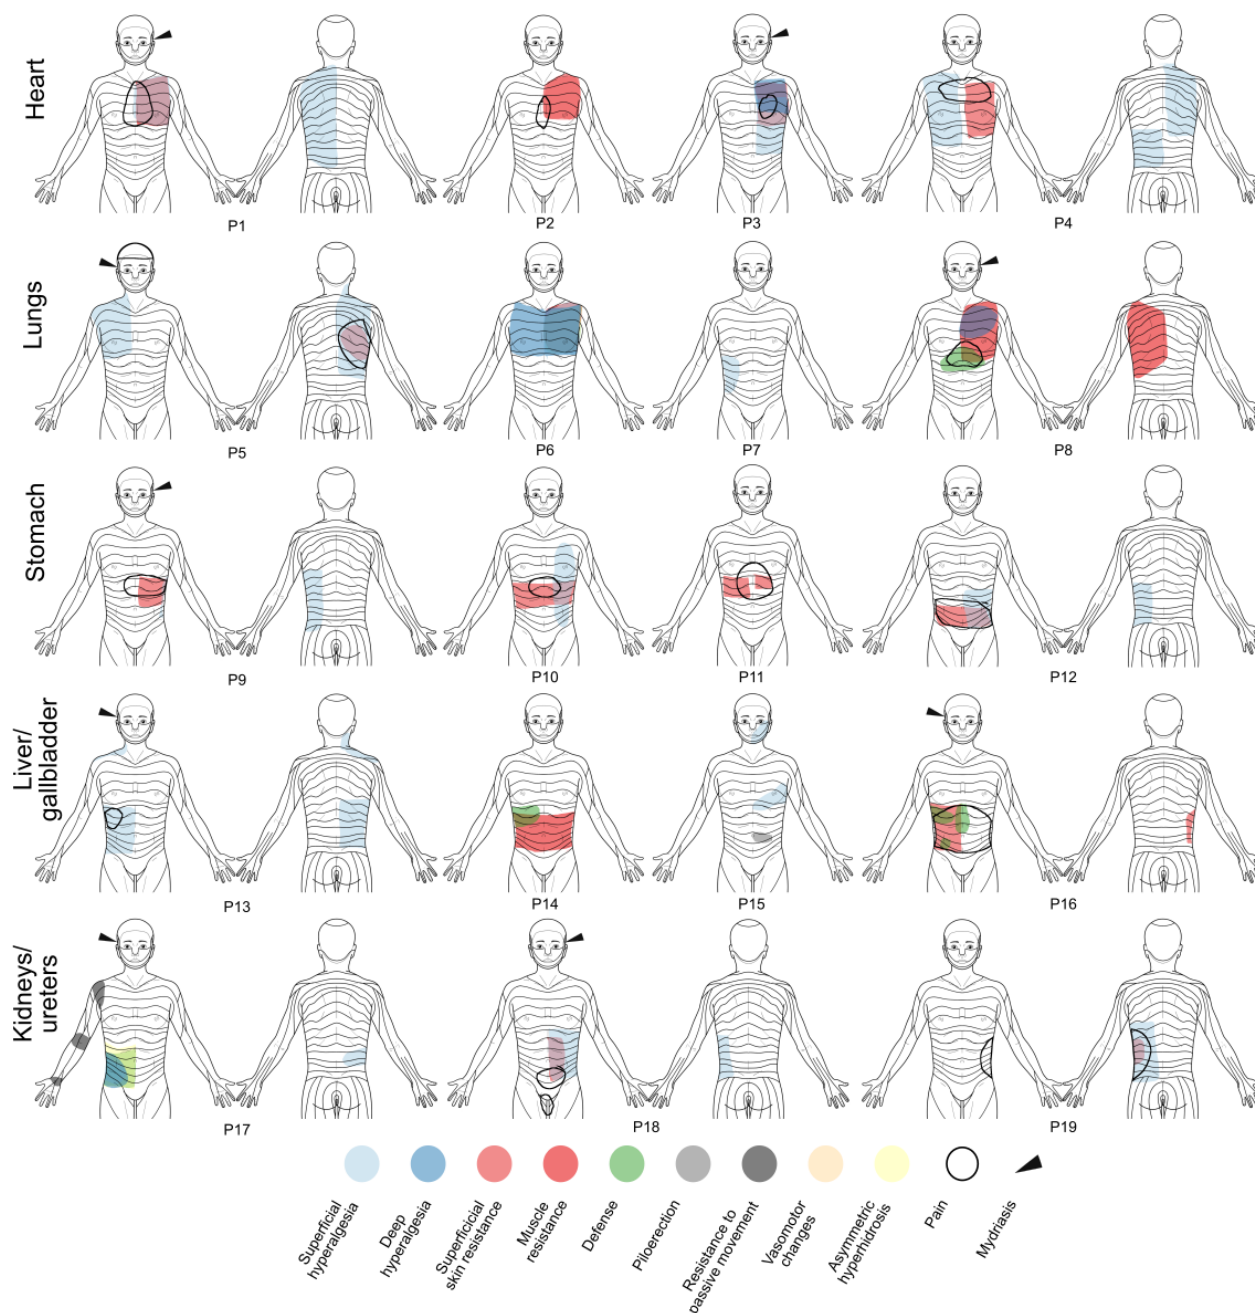 Heart
P1
P2
P3
P4
Lungs
P5
P6
P7
P8
Stomach
P9
P10
P11
P12
Liver/
gallbladder
P13
P14
P15
P16
Kidneys/
ureters
P17
P18
P19
Superficial
hyperalgesia
Deep
hyperalgesia
Superficicial
skin resistance
Muscle
resistance
Defense
Piloerection
Resistance to
passive movement
Vasomotor
changes
Asymmetric
hyperhidrosis
Pain
Mydriasis